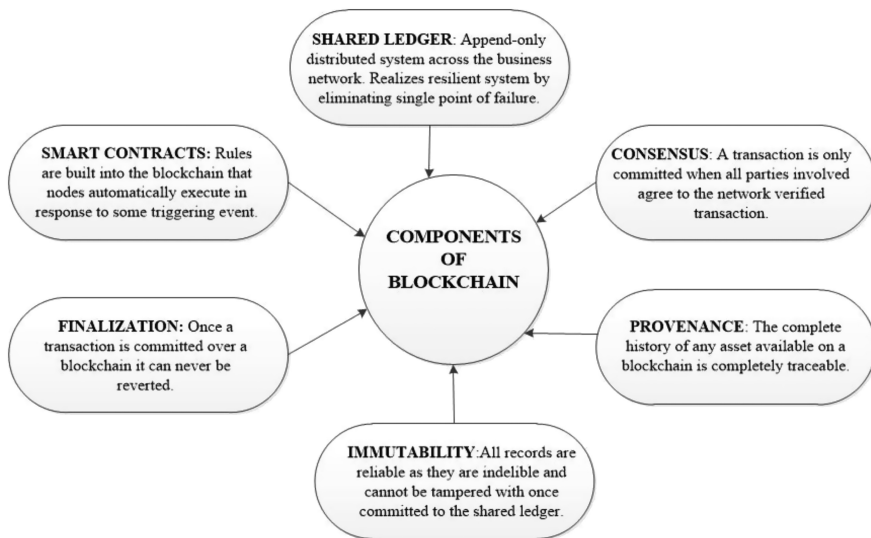 SHARED LEDGER: Append-only
distributed system across the business
network. Realizes resilient system by
eliminating single point of failure.
SMART CONTRACTS: Rules
are built into the blockchain that
nodes automatically execute in
response to some triggering event.
CONSENSUS: A transaction is only
committed when all parties involved
agree to the network verified
transaction.
COMPONENTS
OF
BLOCKCHAIN
FINALIZATION: Once a
transaction is committed over a
blockchain it can never be
reverted.
PROVENANCE: The complete
history of any asset available on a
blockchain is completely traceable.
IMMUTABILITY:All records are
reliable as they are indelible and
cannot be tampered with once
committed to the shared ledger.